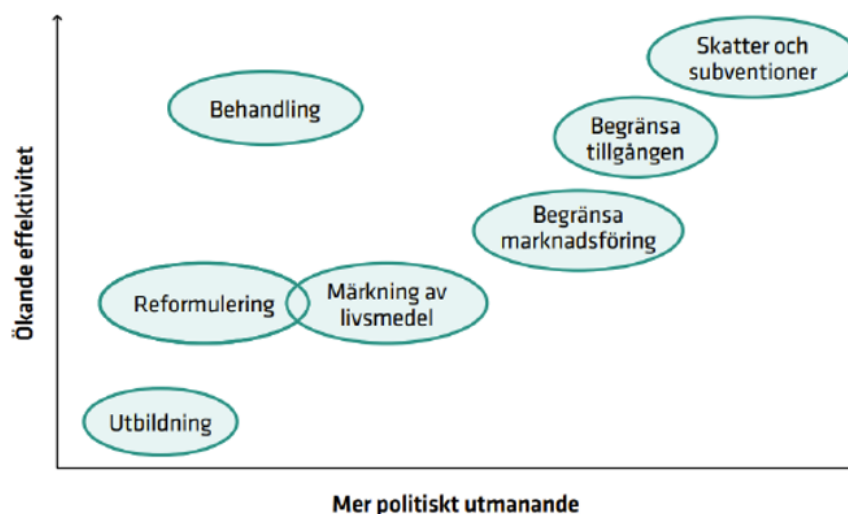 Skatter och
subventioner
Behandling
Begränsa
tillgången
Begränsa
marknadsföring
Reformulering
Märkning av
livsmedel
Utbildning
Ökande effektivitet
Mer politiskt utmanande